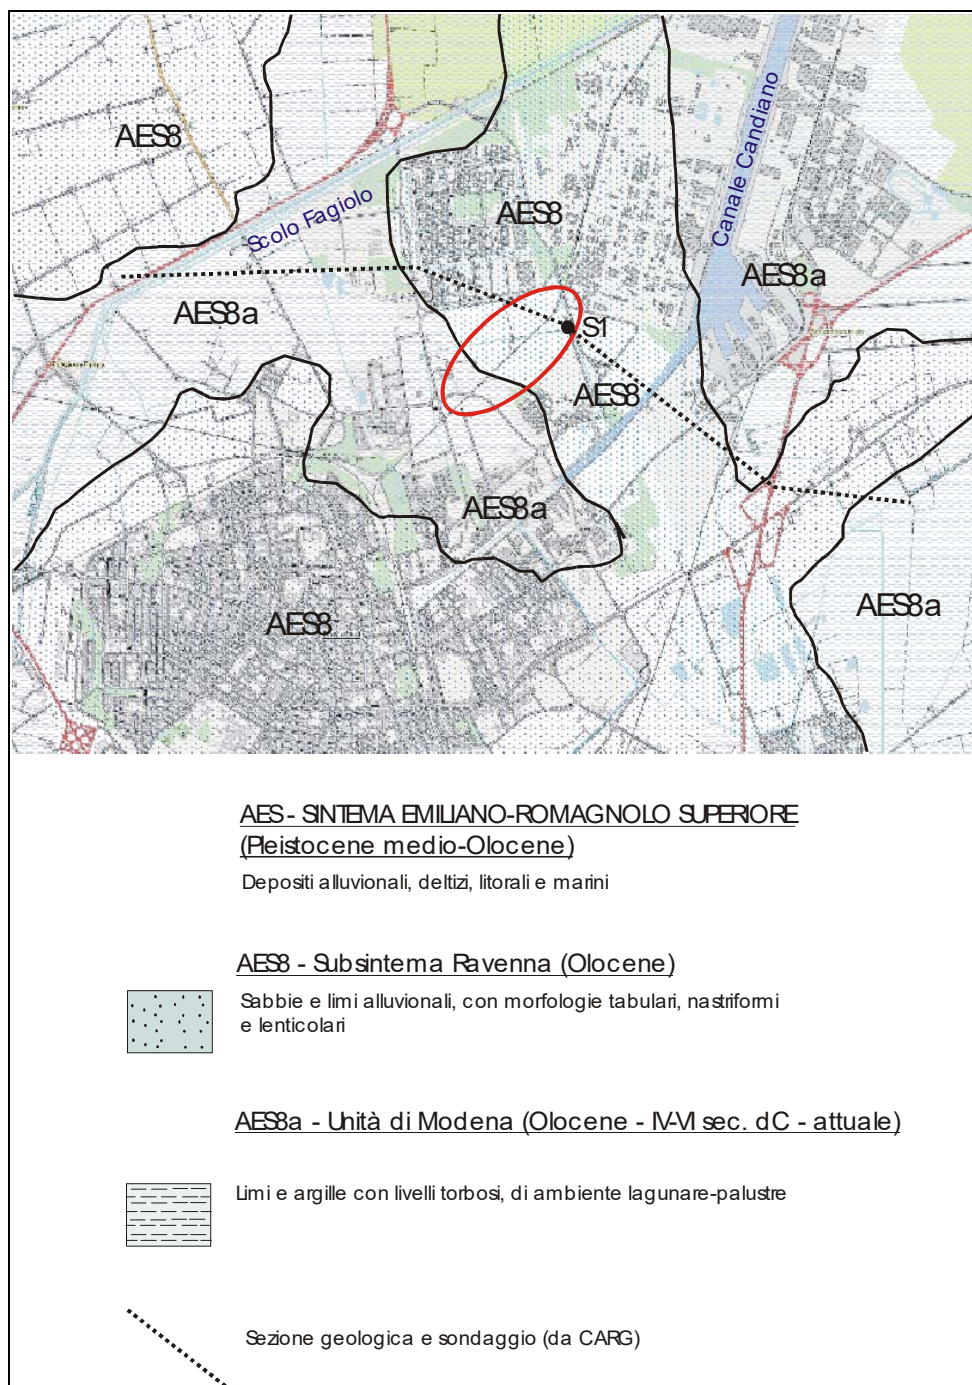 AES8
Canale Candiano
Scolo Fagiolo
AES8
AES8a
AES8a
S1
AES8
AES8a
AES8
AES8a
AES - SINTEMA EMILIANO-ROMAGNOLO SUPERIORE
(Pleistocene medio-Olocene)
Depositi alluvionali, deltizi, litorali e marini
AES8 - Subsintema Ravenna (Olocene)
Sabbie e limi alluvionali, con morfologie tabulari, nastriformi
e lenticolari
AES8a - Unità di Modena (Olocene - IV-VI sec. dC - attuale)
Limi e argille con livelli torbosi, di ambiente lagunare-palustre
Sezione geologica e sondaggio (da CARG)